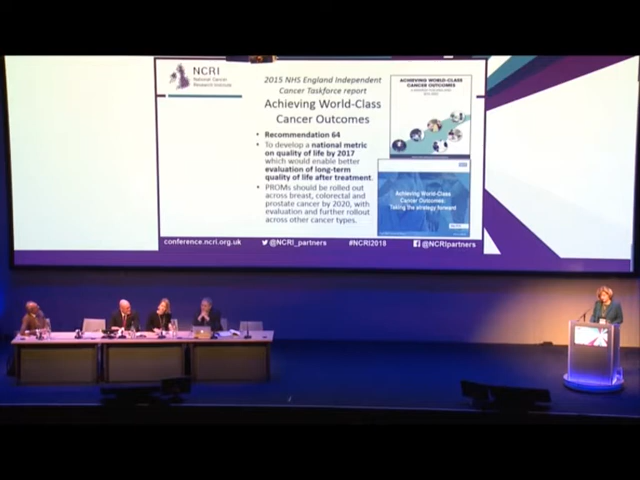 NCRI
National Cancer
Research Institute
2015 NHS England Independent
Cancer Taskforce report
Achieving World-Class
Cancer Outcomes
• Recommendation 64
• To develop a national metric
on quality of life by 2017
which would enable better
evaluation of long-term
quality of life after treatment.
• PROMs should be rolled out
across breast, colorectal and
prostate cancer by 2020, with
evaluation and further rollout
across other cancer types.
ACHIEVING WORLD-CLASS
CANCER OUTCOMES
Achieving World-Class
Cancer Outcomes:
Taking the strategy forward
conference.ncri.org.uk
@NCRI_partners
#NCRI2018
@NCRIpartners